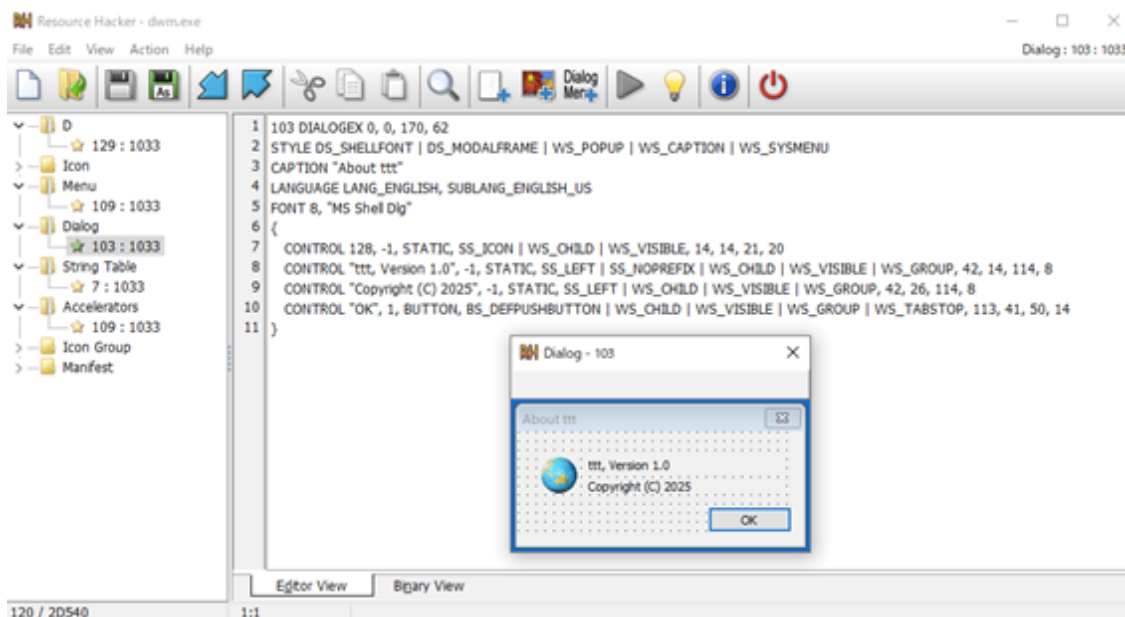 Resource Hacker - dwm.exe
File Edit View Action Help
Dialog : 103 : 1033
As
Dialog
Menu
D
129 : 1033
Icon
Menu
109 : 1033
Dialog
103 : 1033
String Table
7 : 1033
Accelerators
109 : 1033
Icon Group
Manifest
1 103 DIALOGEX 0, 0, 170, 62
2 STYLE DS_SHELLFONT | DS_MODALFRAME | WS_POPUP | WS_CAPTION | WS_SYSMENU
3 CAPTION "About ttt"
4 LANGUAGE LANG_ENGLISH, SUBLANG_ENGLISH_US
5 FONT 8, "MS Shell Dlg"
6 {
7 CONTROL 128, -1, STATIC, SS_ICON | WS_CHILD | WS_VISIBLE, 14, 14, 21, 20
8 CONTROL "ttt, Version 1.0", -1, STATIC, SS_LEFT | SS_NOPREFIX | WS_CHILD | WS_VISIBLE | WS_GROUP, 42, 14, 114, 8
9 CONTROL "Copyright (C) 2025", -1, STATIC, SS_LEFT | WS_CHILD | WS_VISIBLE | WS_GROUP, 42, 26, 114, 8
10 CONTROL "OK", 1, BUTTON, BS_DEFPUSHBUTTON | WS_CHILD | WS_VISIBLE | WS_GROUP | WS_TABSTOP, 113, 41, 50, 14
11 }
Dialog - 103
About ttt
ttt, Version 1.0
Copyright (C) 2025
OK
Editor View Binary View
120 / 2D540 1:1